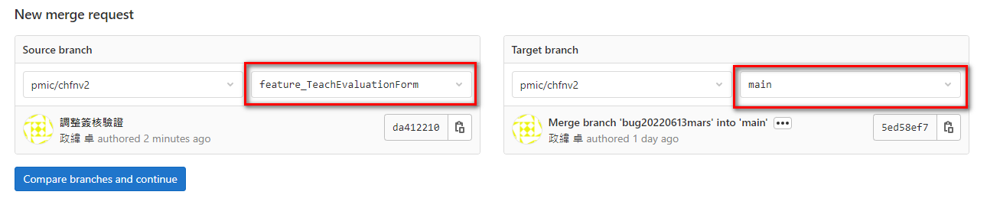 New merge request
Source branch
pmic/chfnv2
feature_TeachEvaluationForm
調整簽核驗證
政緯 卓 authored 2 minutes ago
da412210
Target branch
pmic/chfnv2
main
Merge branch 'bug20220613mars' into 'main'
政緯 卓 authored 1 day ago
5ed58ef7
Compare branches and continue